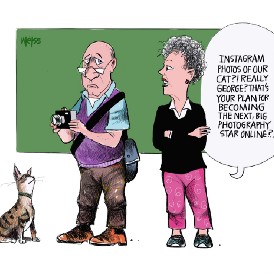 INSTAGRAM
PHOTOS OF OUR
CAT?! REALLY
GEORGE? THAT'S
YOUR PLAN FOR
BECOMING
THE NEXT, BIG
PHOTOGRAPHY
STAR ONLINE?"